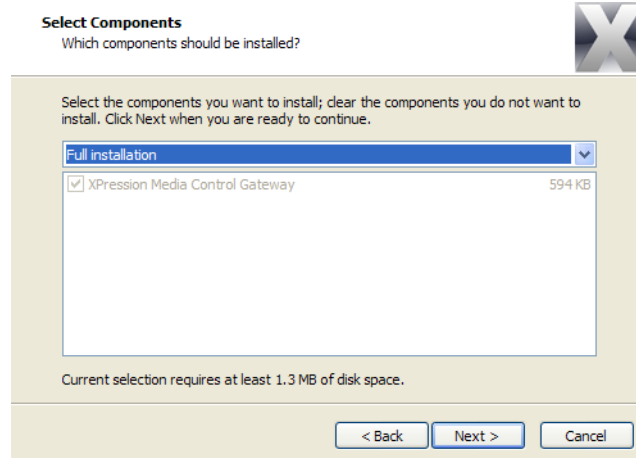 Select Components
Which components should be installed?
X
Select the components you want to install; clear the components you do not want to
install. Click Next when you are ready to continue.
Full installation
XPression Media Control Gateway 594 KB
Current selection requires at least 1.3 MB of disk space.
< Back Next > Cancel